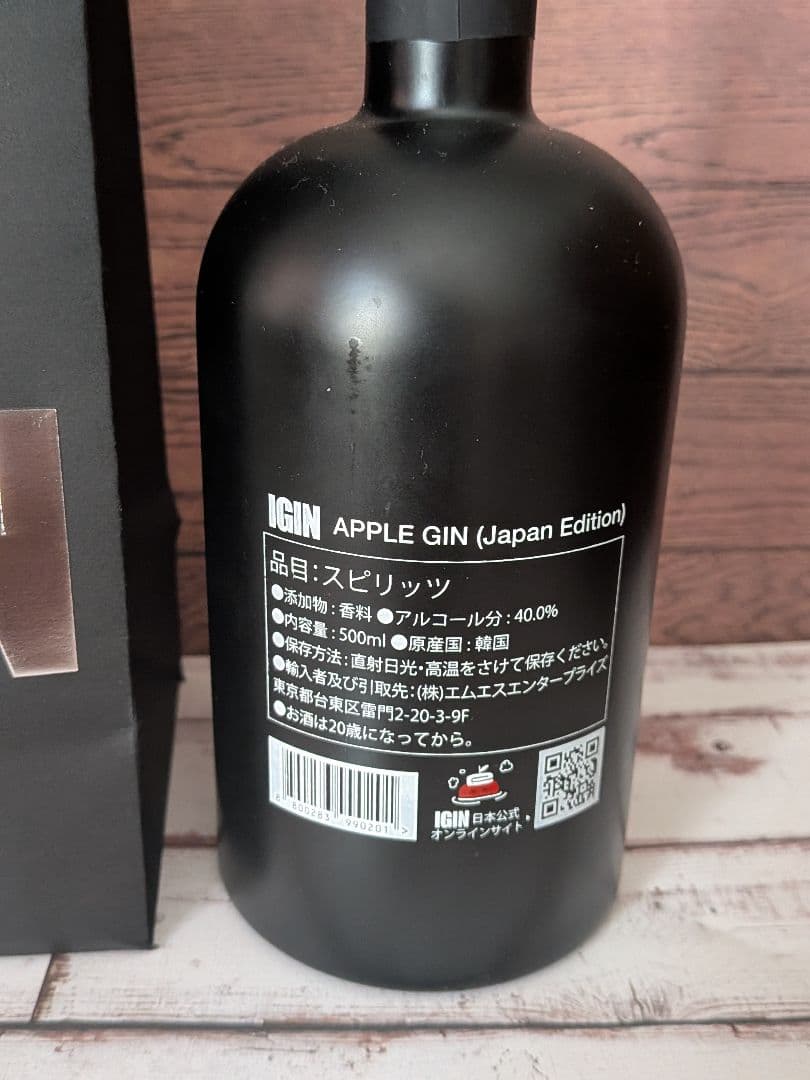 IGIN APPLE GIN (Japan Edition)
品目:スピリッツ
●添加物:香料 ●アルコール分:40.0%
●内容量:500ml ●原産国:韓国
●保存方法:直射日光・高温をさけて保存ください。
●輸入者及び引取先:(株)エムエスエンタープライズ
東京都台東区雷門2-20-3-9F
●お酒は20歳になってから。
8 800283 990201 >
IGIN 日本公式
オンラインサイト